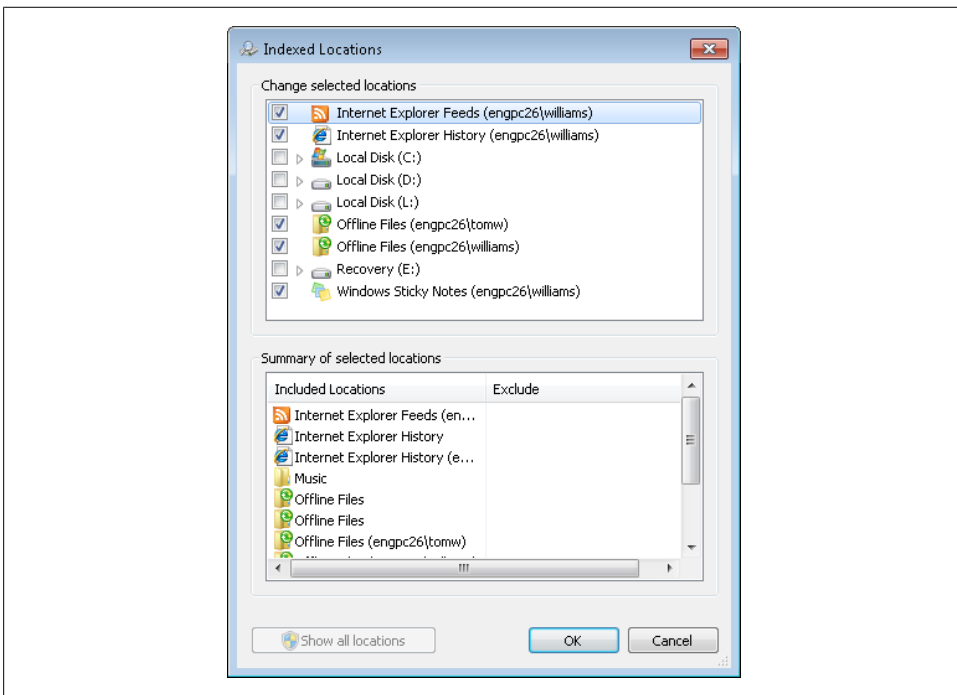 Indexed Locations
Change selected locations
Internet Explorer Feeds (engpc26\williams)
Internet Explorer History (engpc26\williams)
Local Disk (C:)
Local Disk (D:)
Local Disk (L:)
Offline Files (engpc26\tomw)
Offline Files (engpc26\williams)
Recovery (E:)
Windows Sticky Notes (engpc26\williams)
Summary of selected locations
Included Locations Exclude
Internet Explorer Feeds (en...
Internet Explorer History
Internet Explorer History (e...
Music
Offline Files
Offline Files
Offline Files (engpc26\tomw)
Show all locations OK Cancel